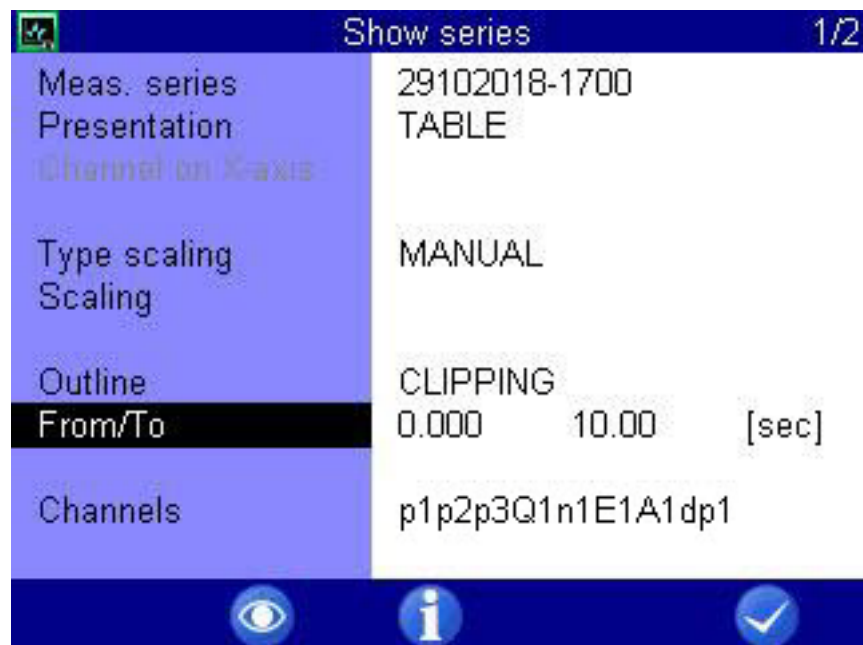 Show series 1/2
Meas. series 29102018-1700
Presentation TABLE
Channel on X-axis
Type scaling MANUAL
Scaling
Outline CLIPPING
From/To 0.000 10.00 [sec]
Channels p1p2p3Q1n1E1A1dp1